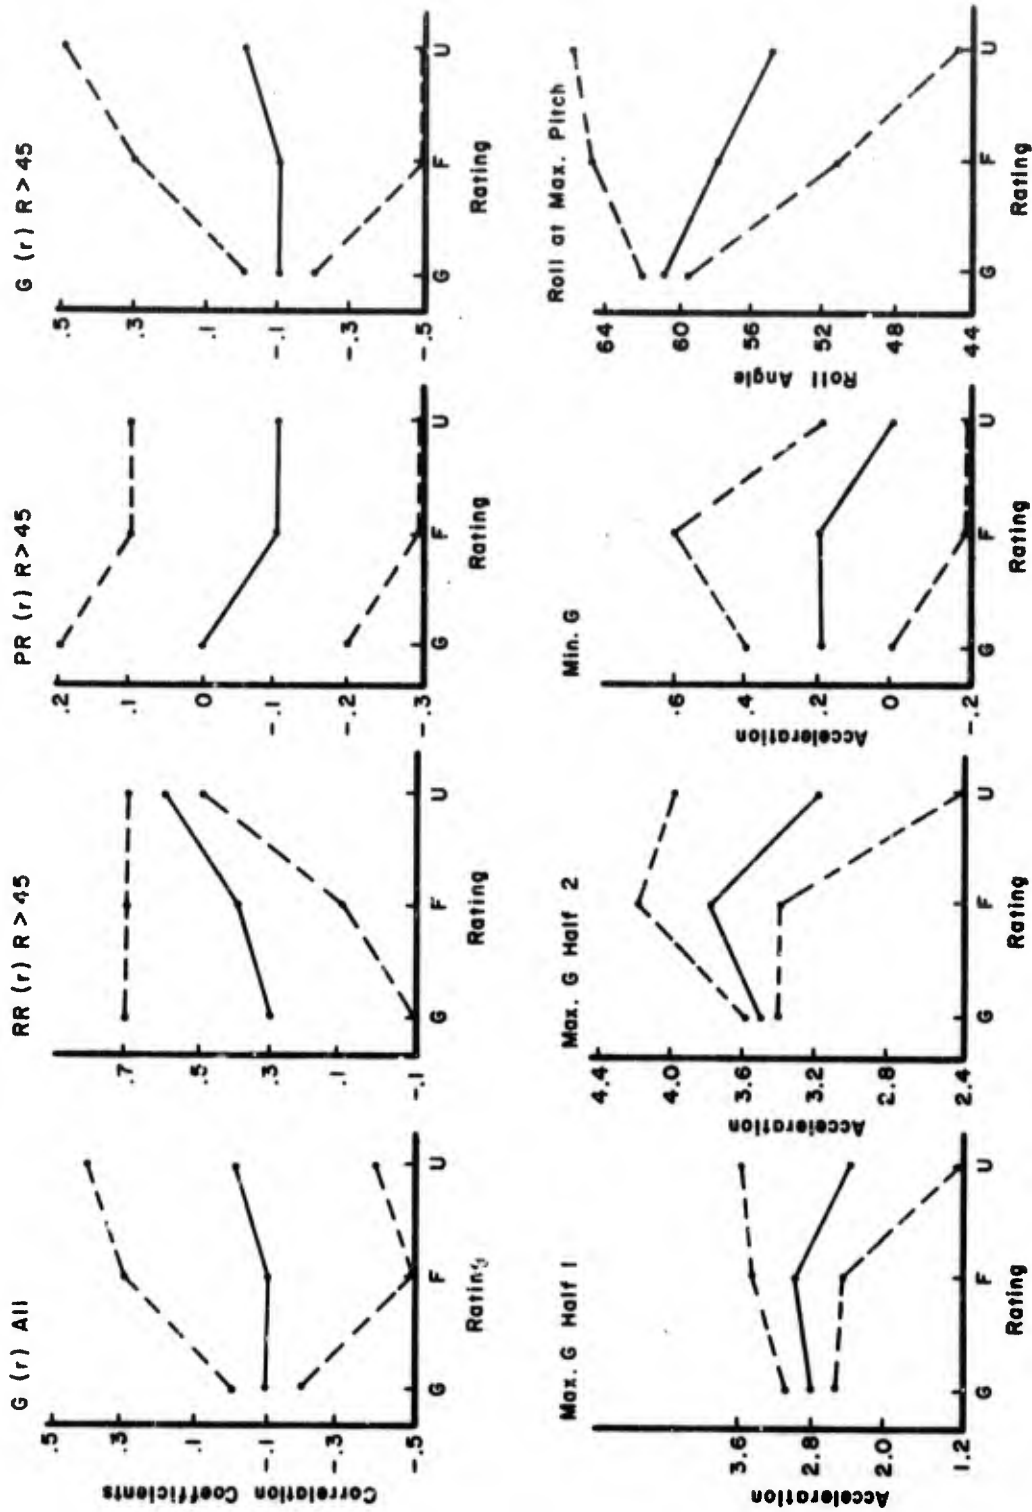 G (r) All
Correlation Coefficients
.5
.3
.1
-.1
-.3
-.5
G F U
Rating
RR (r) R > 45
.7
.5
.3
.1
-.1
G F U
Rating
PR (r) R > 45
.2
.1
0
-.1
-.2
-.3
G F U
Rating
G (r) R > 45
.5
.3
.1
-.1
-.3
-.5
G F U
Rating
Max. G Half 1
Acceleration
3.6
2.8
2.0
1.2
G F U
Rating
Max. G Half 2
Acceleration
4.4
4.0
3.6
3.2
2.8
2.4
G F U
Rating
Min. G
Acceleration
.6
.4
.2
0
-.2
G F U
Rating
Roll at Max. Pitch
Roll Angle
64
60
56
52
48
44
G F U
Rating